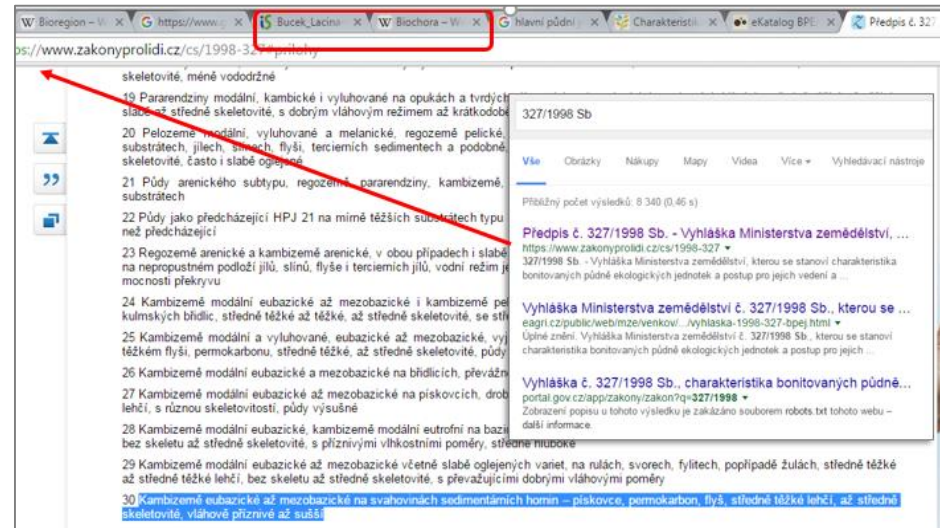 Bioregion – W
https://www.g
Bucek_Lacina
Biochora – W
hlavní půdní
Charakteristik
eKatalog BPE
Předpis č. 327
ps://www.zakonyprolidi.cz/cs/1998-327#prilohy
skeletovité, méně vododržné
19 Pararendziny modální, kambické i vyluhované na opukách a tvrdých
slabě až středně skeletovité, s dobrým vláhovým režimem až krátkodobě
20 Pelozemě modální, vyluhované a melanické, regozemě pelické,
substrátech, jílech, slínech, flyši, terciérních sedimentech a podobně,
skeletovité, často i slabě oglejené
21 Půdy arenického subtypu, regozemě, pararendziny, kambizemě,
substrátech
22 Půdy jako předcházející HPJ 21 na mírně těžších substrátech typu
než předcházející
23 Regozemě arenické a kambizemě arenické, v obou případech i slabě
na nepropustném podloží jílů, slínů, flyše i terciérních jílů, vodní režim je
mocnosti překryvu
24 Kambizemě modální eubazické až mezobazické i kambizemě pel
kulmských břidlic, středně těžké až těžké, až středně skeletovité, se stř
25 Kambizemě modální a vyluhované, eubazické až mezobazické, vyj
těžkém flyši, permokarbonu, středně těžké, až středně skeletovité, půdy
26 Kambizemě modální eubazické a mezobazické na břidlicích, převážn
27 Kambizemě modální eubazické až mezobazické na pískovcích, drob
lehčí, s různou skeletovitostí, půdy výsušné
28 Kambizemě modální eubazické, kambizemě modální eutrofní na bazi
bez skeletu až středně skeletovité, s příznivými vlhkostními poměry, středně hluboké
29 Kambizemě modální eubazické až mezobazické včetně slabě oglejených variet, na rulách, svorech, fylitech, popřípadě žulách, středně těžké
až středně těžké lehčí, bez skeletu až středně skeletovité, s převažujícími dobrými vláhovými poměry
30 Kambizemě eubazické až mezobazické na svahovinách sedimentárních hornin – pískovce, permokarbon, flyš, středně těžké lehčí, až středně
skeletovité, vláhově příznivé až sušší
327/1998 Sb
Vše Obrázky Nákupy Mapy Videa Více Vyhledávací nástroje
Přibližný počet výsledků: 8 340 (0,46 s)
Předpis č. 327/1998 Sb. - Vyhláška Ministerstva zemědělství, ...
https://www.zakonyprolidi.cz/cs/1998-327
327/1998 Sb. - Vyhláška Ministerstva zemědělství, kterou se stanoví charakteristika
bonitovaných půdně ekologických jednotek a postup pro jejich vedení a ...
Vyhláška Ministerstva zemědělství č. 327/1998 Sb., kterou se ...
eagri.cz/public/web/mze/venkov/.../vyhlaska-1998-327-bpej.html
Úplné znění. Vyhláška Ministerstva zemědělství č. 327/1998 Sb., kterou se stanoví
charakteristika bonitovaných půdně ekologických jednotek a postup pro jejich ...
Vyhláška č. 327/1998 Sb., charakteristika bonitovaných půdně...
portal.gov.cz/app/zakony/zakon?q=327/1998
Zobrazení popisu u tohoto výsledku je zakázáno souborem robots.txt tohoto webu –
další informace.